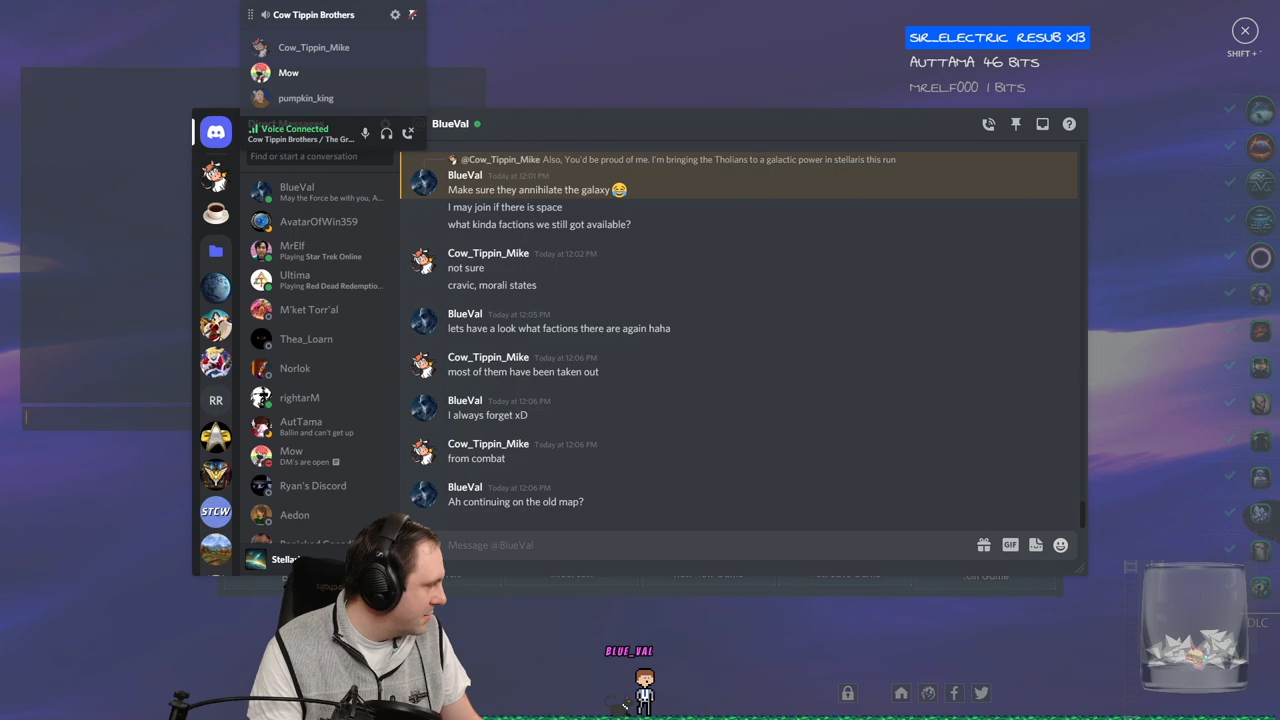 Cow Tippin Brothers
Cow_Tippin_Mike
Mow
pumpkin_king
Direct Messages
Voice Connected
Cow Tippin Brothers / The Gr...
Find or start a conversation
BlueVal
May the Force be with you, A...
AvatarOfWin359
MrElf
Playing Star Trek Online
Ultima
Playing Red Dead Redemptio...
M'ket Torr'al
Thea_Loarn
Norlok
rightarM
AutTama
Ballin and can't get up
Mow
DM's are open
Ryan's Discord
Aedon
Stellar
RR
STCW
BlueVal
@Cow_Tippin_Mike Also, You'd be proud of me. I'm bringing the Tholians to a galactic power in stellaris this run
BlueVal Today at 12:01 PM
Make sure they annihilate the galaxy 😂
I may join if there is space
what kinda factions we still got available?
Cow_Tippin_Mike Today at 12:02 PM
not sure
cravic, morali states
BlueVal Today at 12:05 PM
lets have a look what factions there are again haha
Cow_Tippin_Mike Today at 12:06 PM
most of them have been taken out
BlueVal Today at 12:06 PM
I always forget xD
Cow_Tippin_Mike Today at 12:06 PM
from combat
BlueVal Today at 12:06 PM
Ah continuing on the old map?
Message @BlueVal
GIF
SIR_ELECTRIC RESUB X13
AUTTAMA 46 BITS
MRELF000 1 BITS
SHIFT + `
DLC
BLUE_VAL